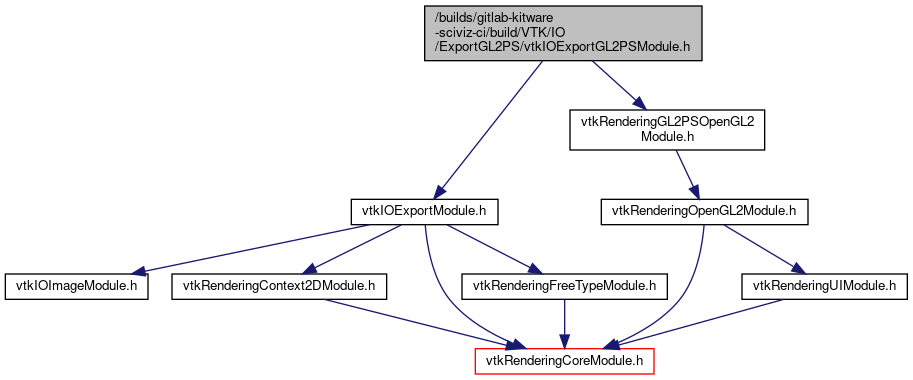 /builds/gitlab-kitware
-sciviz-ci/build/VTK/IO
/ExportGL2PS/vtkIOExportGL2PSModule.h
vtkRenderingGL2PSOpenGL2
Module.h
vtkIOExportModule.h
vtkRenderingOpenGL2Module.h
vtkIOImageModule.h
vtkRenderingContext2DModule.h
vtkRenderingFreeTypeModule.h
vtkRenderingUIModule.h
vtkRenderingCoreModule.h